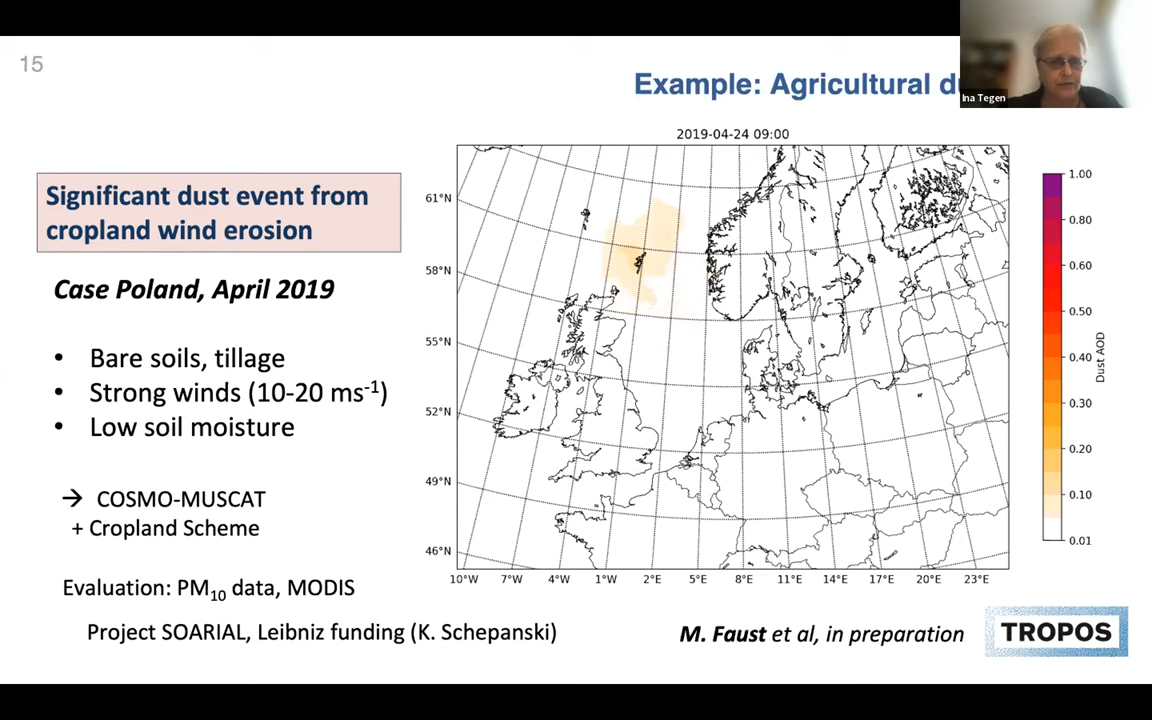 15
Example: Agricultural d
Ina Tegen
2019-04-24 09:00
Significant dust event from
cropland wind erosion
Case Poland, April 2019
• Bare soils, tillage
• Strong winds (10-20 ms-1)
• Low soil moisture
→ COSMO-MUSCAT
+ Cropland Scheme
Evaluation: PM10 data, MODIS
Project SOARIAL, Leibniz funding (K. Schepanski)
61°N
58°N
55°N
52°N
49°N
46°N
10°W 7°W 4°W 1°W 2°E 5°E 8°E 11°E 14°E 17°E 20°E 23°E
1.00
0.80
0.60
0.50
0.40
0.30
0.20
0.10
0.01
Dust AOD
M. Faust et al, in preparation
TROPOS